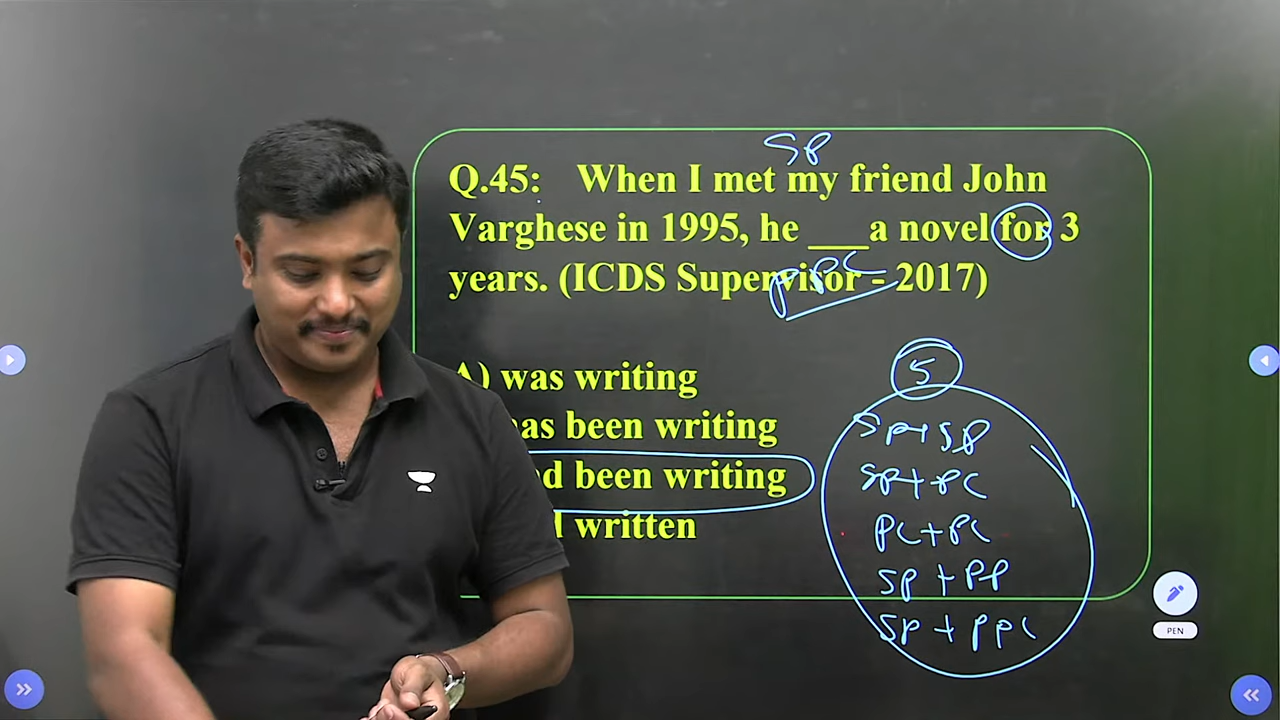 SP
Q.45: When I met my friend John
Varghese in 1995, he ___a novel for 3
years. (ICDS Supervisor - 2017)
PPC
A) was writing
has been writing
had been writing
written
5
SP+SP
SP+PC
PC+PC
SP+PP
SP+PPC
PEN